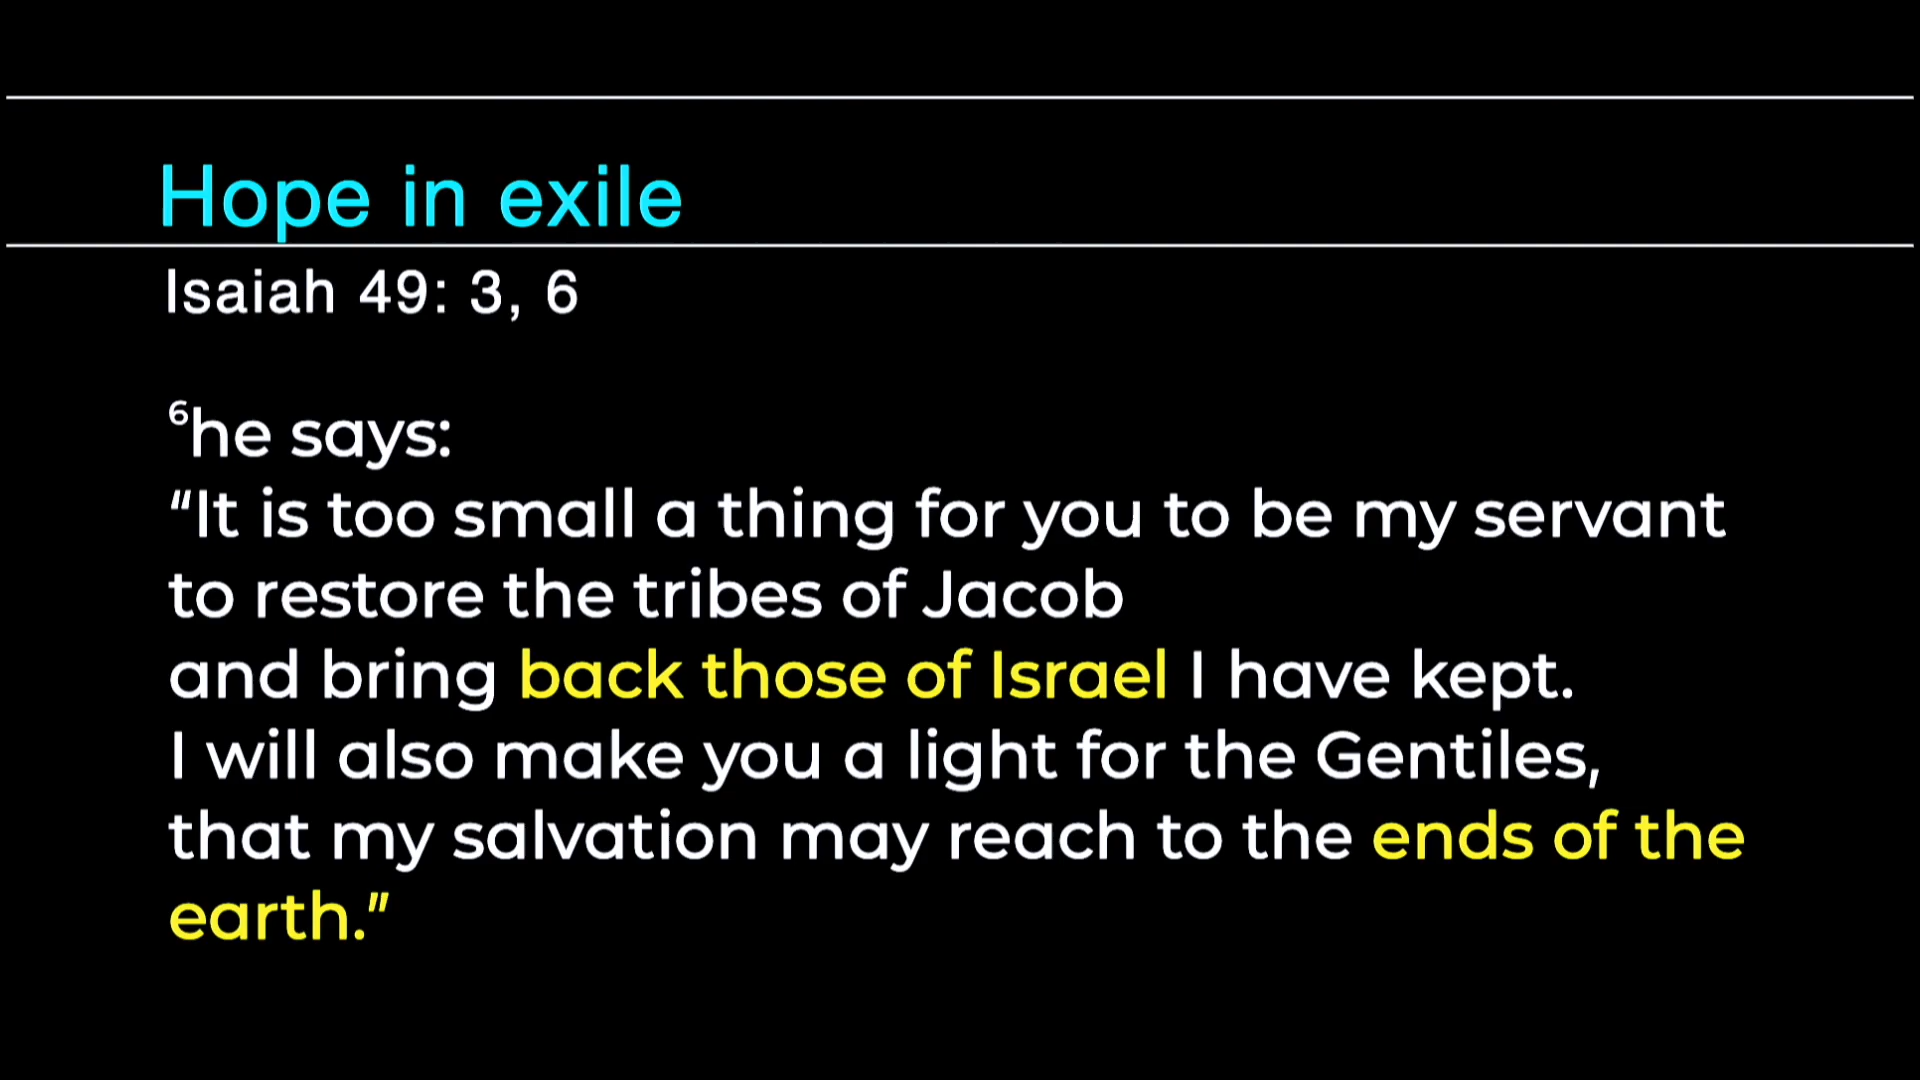 Hope in exile
Isaiah 49: 3, 6
⁶he says:
“It is too small a thing for you to be my servant
to restore the tribes of Jacob
and bring back those of Israel I have kept.
I will also make you a light for the Gentiles,
that my salvation may reach to the ends of the
earth.”